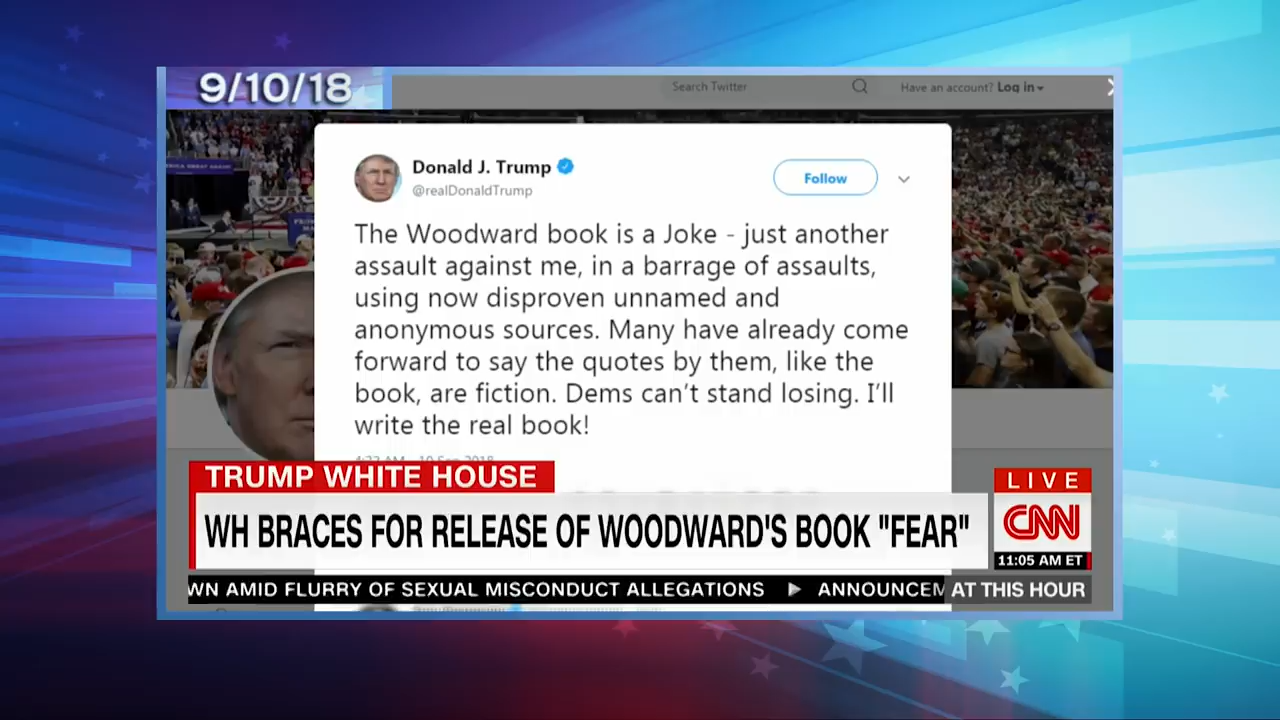 9/10/18
Search Twitter
Have an account? Log in
Donald J. Trump
@realDonaldTrump
Follow
The Woodward book is a Joke - just another
assault against me, in a barrage of assaults,
using now disproven unnamed and
anonymous sources. Many have already come
forward to say the quotes by them, like the
book, are fiction. Dems can't stand losing. I'll
write the real book!
TRUMP WHITE HOUSE
WH BRACES FOR RELEASE OF WOODWARD'S BOOK "FEAR"
LIVE
CNN
11:05 AM ET
WN AMID FLURRY OF SEXUAL MISCONDUCT ALLEGATIONS ANNOUNCEM
AT THIS HOUR